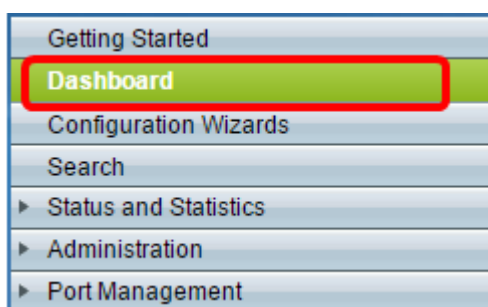 Getting Started
Dashboard
Configuration Wizards
Search
Status and Statistics
Administration
Port Management